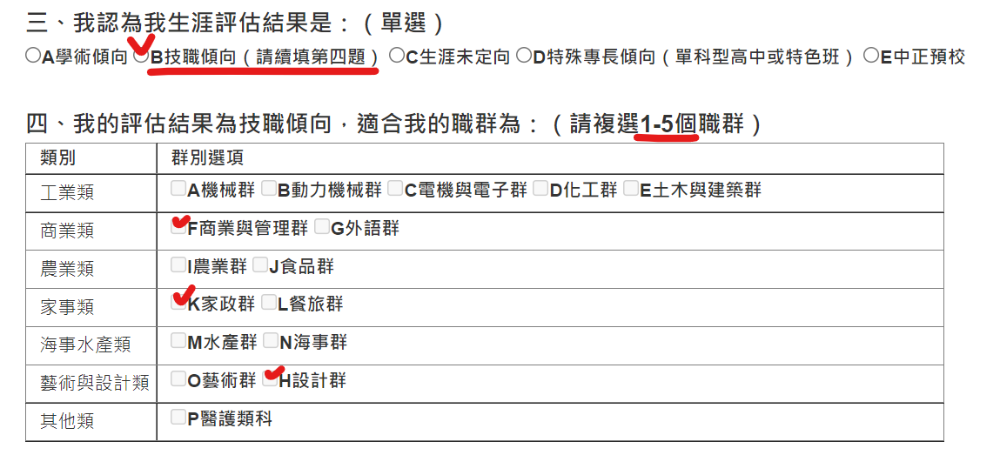 三、我認為我生涯評估結果是：（單選）
A學術傾向 B技職傾向（請續填第四題） C生涯未定向 D特殊專長傾向（單科型高中或特色班） E中正預校
四、我的評估結果為技職傾向，適合我的職群為：（請複選1-5個職群）
類別 群別選項
工業類 A機械群 B動力機械群 C電機與電子群 D化工群 E土木與建築群
商業類 F商業與管理群 G外語群
農業類 I農業群 J食品群
家事類 K家政群 L餐旅群
海事水產類 M水產群 N海事群
藝術與設計類 O藝術群 H設計群
其他類 P醫護類科